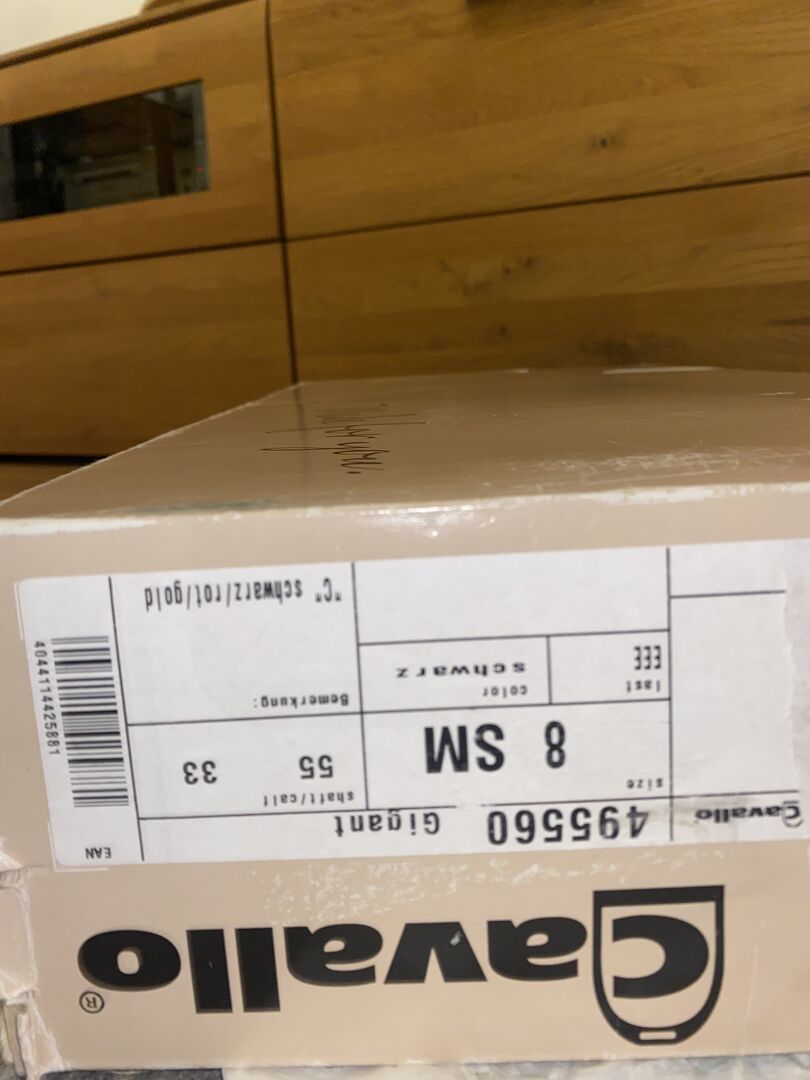 Cavallo®
Cavallo
495560 Gigant
EAN
size
8 SM
shaft/calf
55 33
last
EEE
color
schwarz
Bemerkung:
"C" schwarz/rot/gold
4044114425881